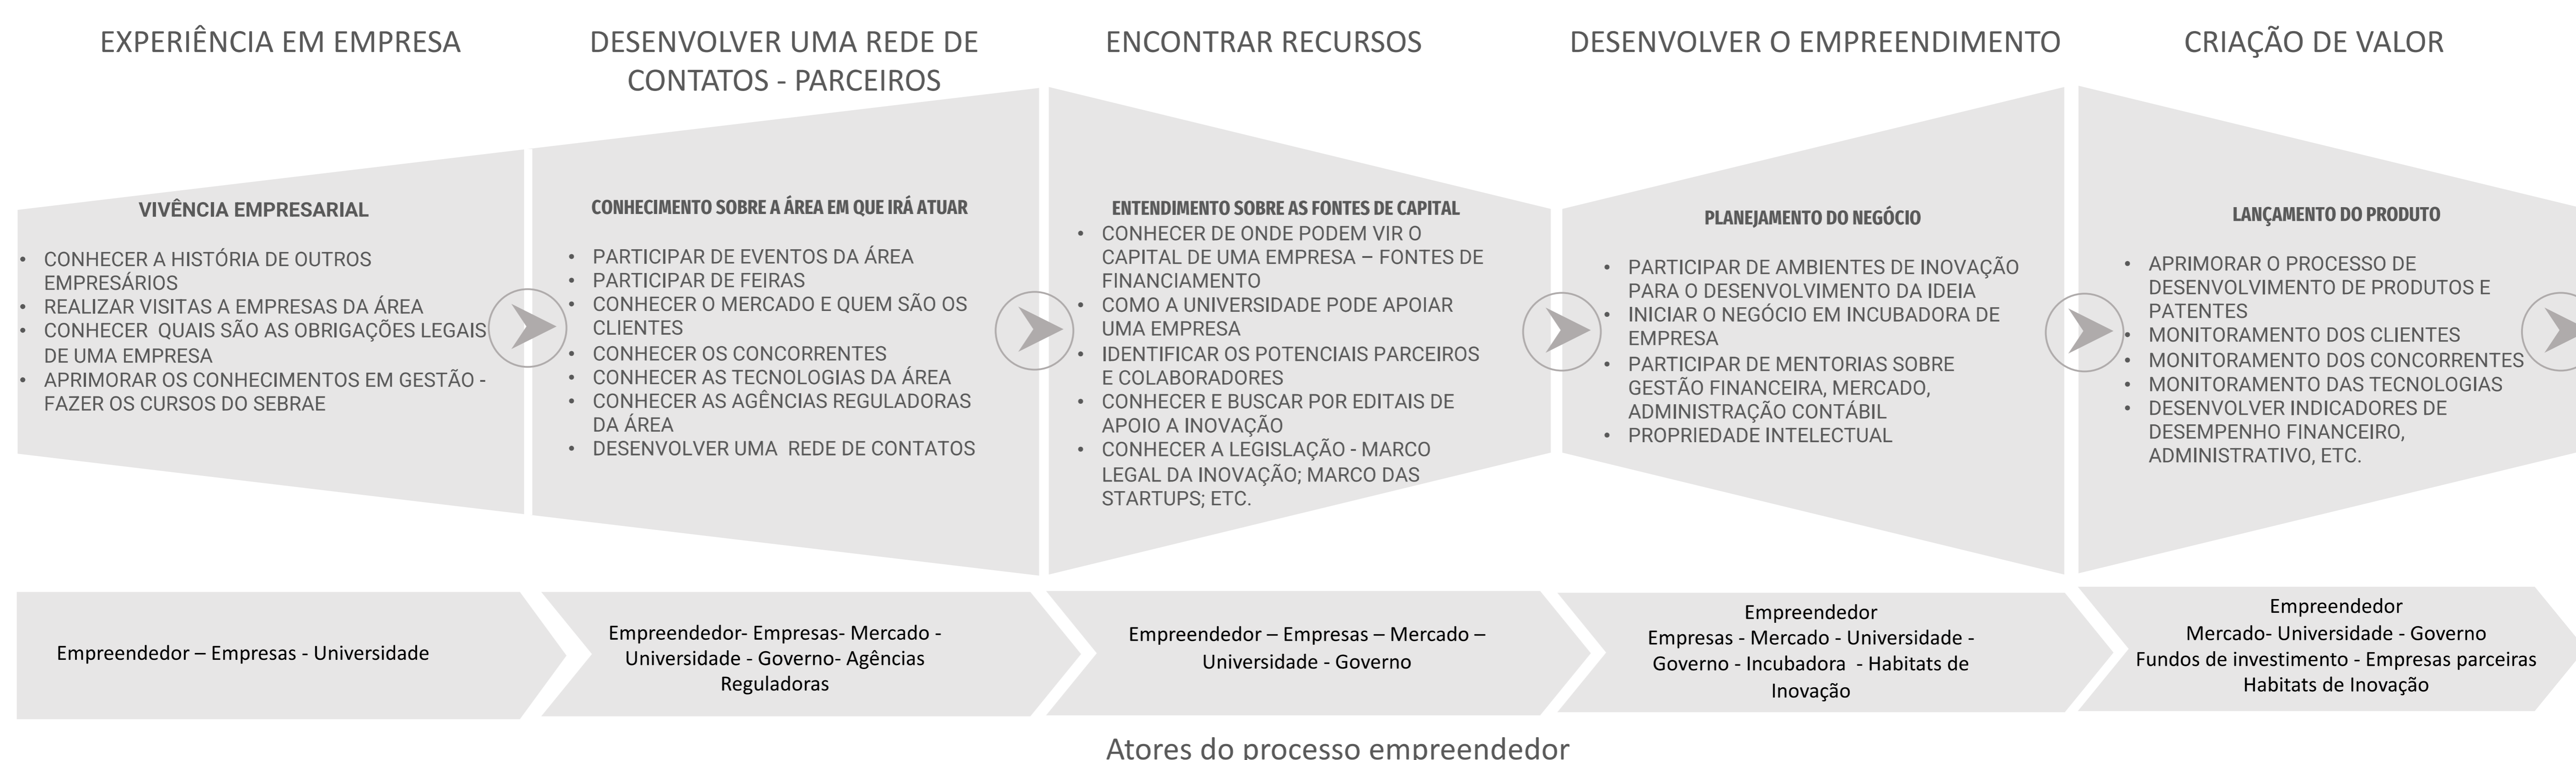 EXPERIÊNCIA EM EMPRESA
DESENVOLVER UMA REDE DE
CONTATOS - PARCEIROS
ENCONTRAR RECURSOS
DESENVOLVER O EMPREENDIMENTO
CRIAÇÃO DE VALOR
VIVÊNCIA EMPRESARIAL
• CONHECER A HISTÓRIA DE OUTROS
EMPRESÁRIOS
• REALIZAR VISITAS A EMPRESAS DA ÁREA
• CONHECER QUAIS SÃO AS OBRIGAÇÕES LEGAIS
DE UMA EMPRESA
• APRIMORAR OS CONHECIMENTOS EM GESTÃO -
FAZER OS CURSOS DO SEBRAE
CONHECIMENTO SOBRE A ÁREA EM QUE IRÁ ATUAR
• PARTICIPAR DE EVENTOS DA ÁREA
• PARTICIPAR DE FEIRAS
• CONHECER O MERCADO E QUEM SÃO OS
CLIENTES
• CONHECER OS CONCORRENTES
• CONHECER AS TECNOLOGIAS DA ÁREA
• CONHECER AS AGÊNCIAS REGULADORAS
DA ÁREA
• DESENVOLVER UMA REDE DE CONTATOS
ENTENDIMENTO SOBRE AS FONTES DE CAPITAL
• CONHECER DE ONDE PODEM VIR O
CAPITAL DE UMA EMPRESA – FONTES DE
FINANCIAMENTO
• COMO A UNIVERSIDADE PODE APOIAR
UMA EMPRESA
• IDENTIFICAR OS POTENCIAIS PARCEIROS
E COLABORADORES
• CONHECER E BUSCAR POR EDITAIS DE
APOIO A INOVAÇÃO
• CONHECER A LEGISLAÇÃO - MARCO
LEGAL DA INOVAÇÃO; MARCO DAS
STARTUPS; ETC.
PLANEJAMENTO DO NEGÓCIO
• PARTICIPAR DE AMBIENTES DE INOVAÇÃO
PARA O DESENVOLVIMENTO DA IDEIA
• INICIAR O NEGÓCIO EM INCUBADORA DE
EMPRESA
• PARTICIPAR DE MENTORIAS SOBRE
GESTÃO FINANCEIRA, MERCADO,
ADMINISTRAÇÃO CONTÁBIL
• PROPRIEDADE INTELECTUAL
LANÇAMENTO DO PRODUTO
• APRIMORAR O PROCESSO DE
DESENVOLVIMENTO DE PRODUTOS E
PATENTES
• MONITORAMENTO DOS CLIENTES
• MONITORAMENTO DOS CONCORRENTES
• MONITORAMENTO DAS TECNOLOGIAS
• DESENVOLVER INDICADORES DE
DESEMPENHO FINANCEIRO,
ADMINISTRATIVO, ETC.
Empreendedor – Empresas - Universidade
Empreendedor- Empresas- Mercado -
Universidade - Governo- Agências
Reguladoras
Empreendedor – Empresas – Mercado –
Universidade - Governo
Empreendedor
Empresas - Mercado - Universidade -
Governo - Incubadora - Habitats de
Inovação
Empreendedor
Mercado- Universidade - Governo
Fundos de investimento - Empresas parceiras
Habitats de Inovação
Atores do processo empreendedor